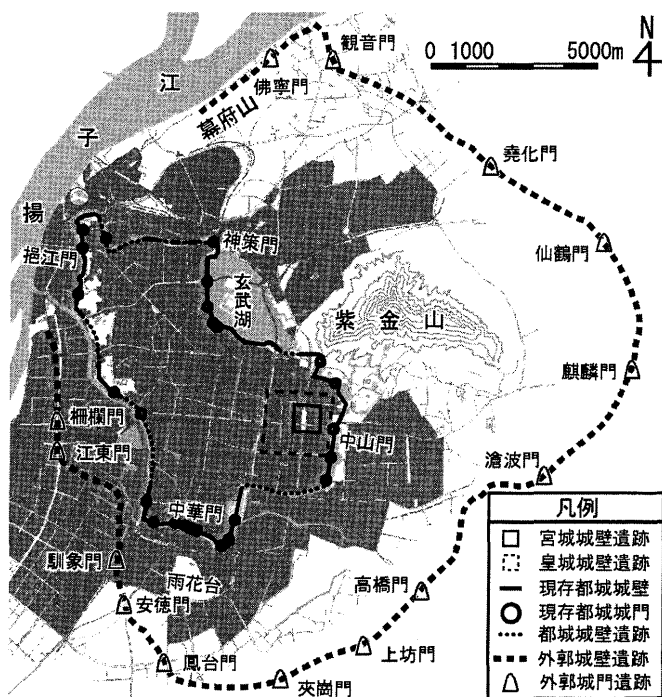 N
0 1000 5000m
観音門
佛寧門
幕府山
揚子江
堯化門
仙鶴門
神策門
挹江門
玄武湖
紫金山
麒麟門
柵欄門
江東門
中山門
滄波門
中華門
馴象門
雨花台
安徳門
高橋門
鳳台門
上坊門
夾崗門
凡例
宮城城壁遺跡
皇城城壁遺跡
現存都城城壁
現存都城城門
都城城壁遺跡
外郭城壁遺跡
外郭城門遺跡